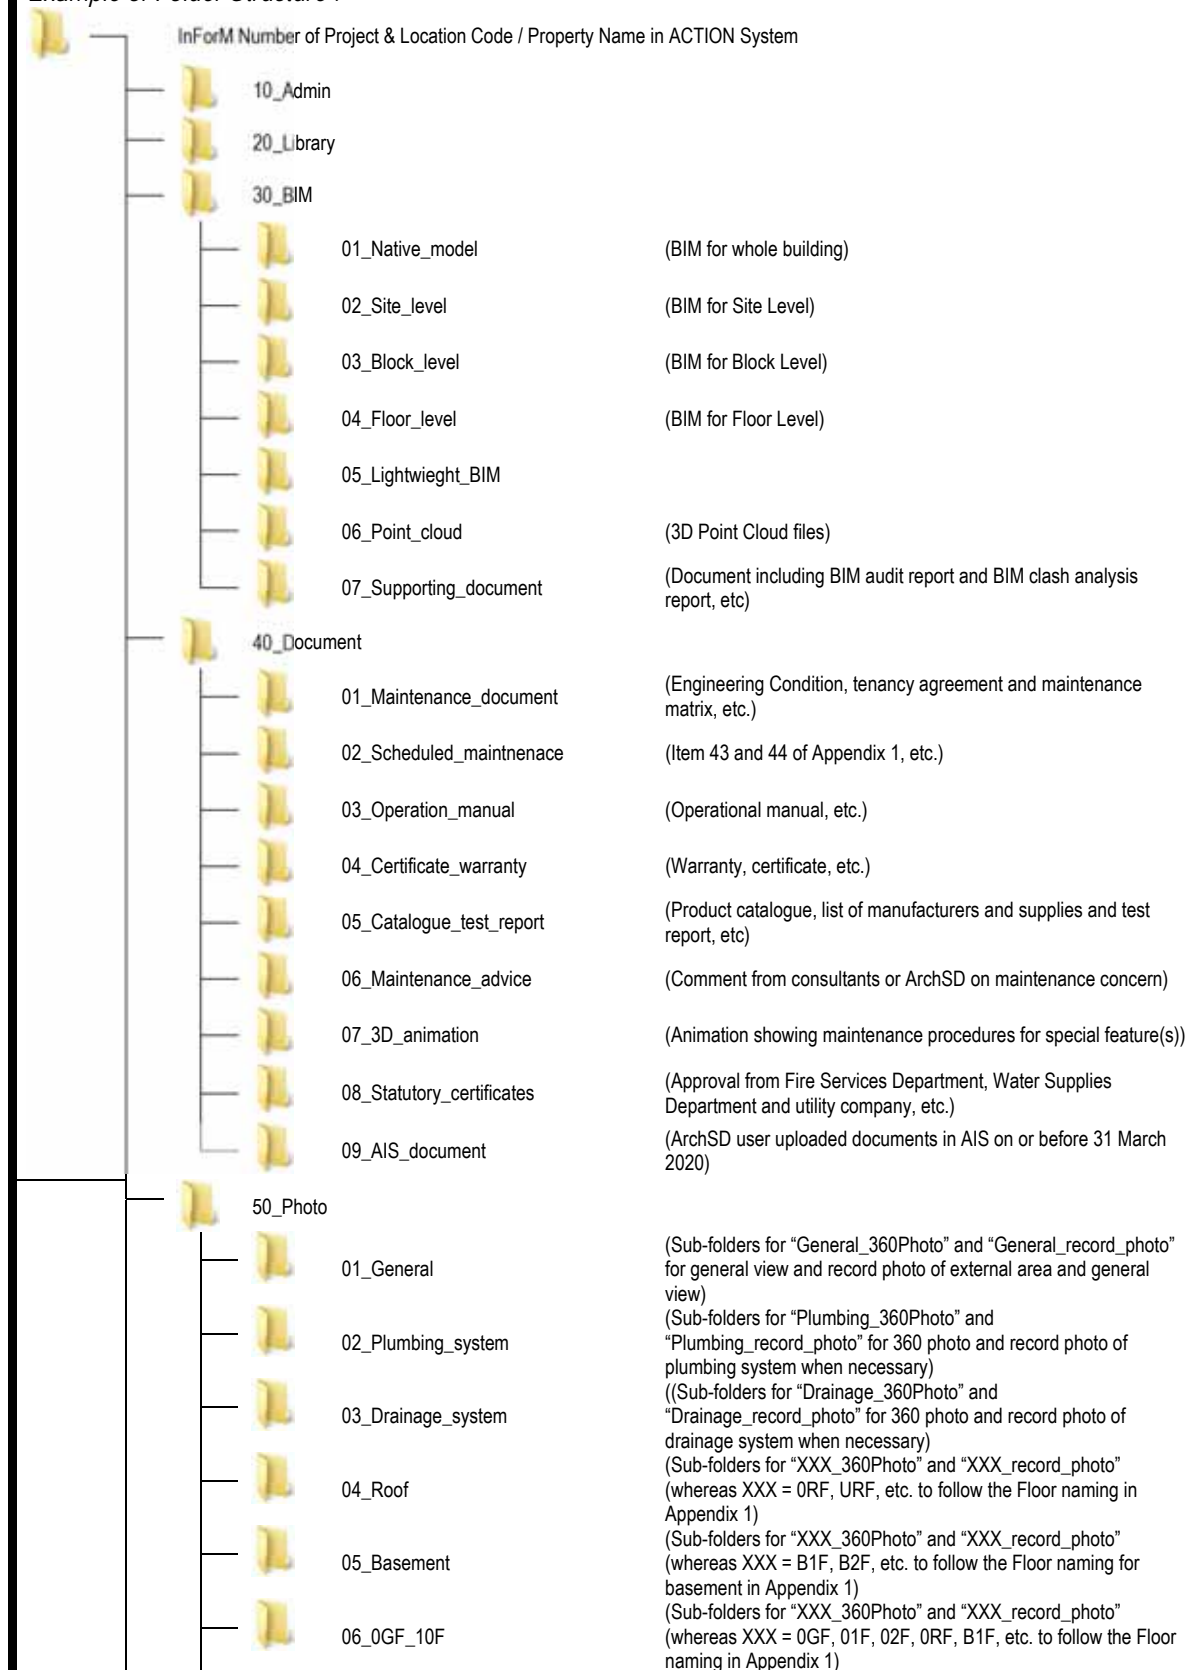 Example of Folder Structure :
InForM Number of Project & Location Code / Property Name in ACTION System
10_Admin
20_Library
30_BIM
01_Native_model (BIM for whole building)
02_Site_level (BIM for Site Level)
03_Block_level (BIM for Block Level)
04_Floor_level (BIM for Floor Level)
05_Lightwieght_BIM
06_Point_cloud (3D Point Cloud files)
07_Supporting_document (Document including BIM audit report and BIM clash analysis
report, etc)
40_Document
01_Maintenance_document (Engineering Condition, tenancy agreement and maintenance
matrix, etc.)
02_Scheduled_maintnenace (Item 43 and 44 of Appendix 1, etc.)
03_Operation_manual (Operational manual, etc.)
04_Certificate_warranty (Warranty, certificate, etc.)
05_Catalogue_test_report (Product catalogue, list of manufacturers and supplies and test
report, etc)
06_Maintenance_advice (Comment from consultants or ArchSD on maintenance concern)
07_3D_animation (Animation showing maintenance procedures for special feature(s))
08_Statutory_certificates (Approval from Fire Services Department, Water Supplies
Department and utility company, etc.)
09_AIS_document (ArchSD user uploaded documents in AIS on or before 31 March
2020)
50_Photo
01_General (Sub-folders for “General_360Photo” and “General_record_photo”
for general view and record photo of external area and general
view)
02_Plumbing_system (Sub-folders for “Plumbing_360Photo” and
“Plumbing_record_photo” for 360 photo and record photo of
plumbing system when necessary)
03_Drainage_system ((Sub-folders for “Drainage_360Photo” and
“Drainage_record_photo” for 360 photo and record photo of
drainage system when necessary)
04_Roof (Sub-folders for “XXX_360Photo” and “XXX_record_photo”
(whereas XXX = 0RF, URF, etc. to follow the Floor naming in
Appendix 1)
05_Basement (Sub-folders for “XXX_360Photo” and “XXX_record_photo”
(whereas XXX = B1F, B2F, etc. to follow the Floor naming for
basement in Appendix 1)
06_0GF_10F (Sub-folders for “XXX_360Photo” and “XXX_record_photo”
(whereas XXX = 0GF, 01F, 02F, 0RF, B1F, etc. to follow the Floor
naming in Appendix 1)